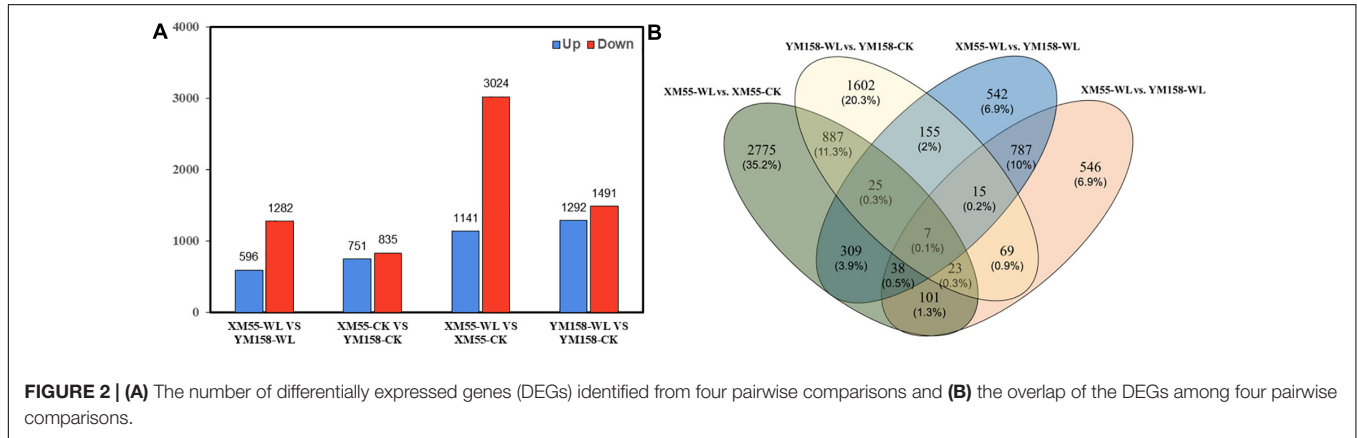 A
4000
3000
2000
1000
0
Up Down
596
1282
751
835
1141
3024
1292
1491
XM55-WL VS
YM158-WL
XM55-CK VS
YM158-CK
XM55-WL VS
XM55-CK
YM158-WL VS
YM158-CK
B
YM158-WL vs. YM158-CK
XM55-WL vs. YM158-WL
XM55-WL vs. XM55-CK
XM55-WL vs. YM158-WL
1602
(20.3%)
542
(6.9%)
2775
(35.2%)
887
(11.3%)
155
(2%)
787
(10%)
546
(6.9%)
25
(0.3%)
15
(0.2%)
7
(0.1%)
309
(3.9%)
38
(0.5%)
23
(0.3%)
69
(0.9%)
101
(1.3%)
FIGURE 2 | (A) The number of differentially expressed genes (DEGs) identified from four pairwise comparisons and (B) the overlap of the DEGs among four pairwise
comparisons.